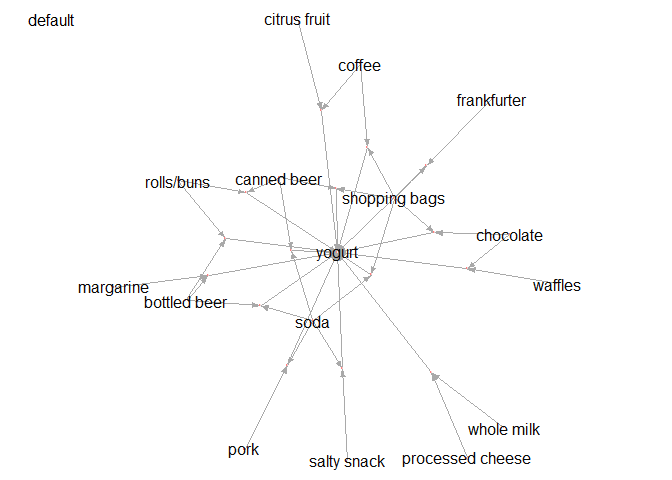 default
citrus fruit
coffee
frankfurter
rolls/buns
canned beer
shopping bags
chocolate
yogurt
margarine
waffles
bottled beer
soda
whole milk
pork
salty snack
processed cheese